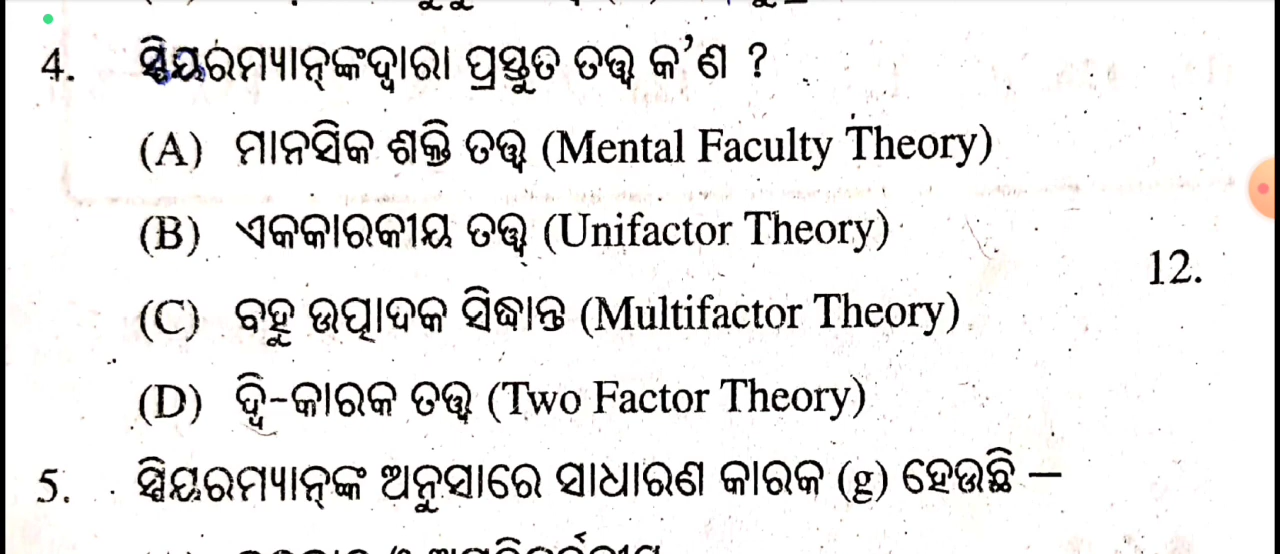 4. ସ୍ପିୟରମ୍ୟାନ୍‌ଙ୍କଦ୍ୱାରା ପ୍ରସ୍ତୁତ ତତ୍ତ୍ୱ କ'ଣ ?
(A) ମାନସିକ ଶକ୍ତି ତତ୍ତ୍ୱ (Mental Faculty Theory)
(B) ଏକକାରକୀୟ ତତ୍ତ୍ୱ (Unifactor Theory)
12.
(C) ବହୁ ଉତ୍ପାଦକ ସିଦ୍ଧାନ୍ତ (Multifactor Theory)
(D) ଦ୍ୱି-କାରକ ତତ୍ତ୍ୱ (Two Factor Theory)
5. ସ୍ପିୟରମ୍ୟାନ୍‌ଙ୍କ ଅନୁସାରେ ସାଧାରଣ କାରକ (g) ହେଉଛି –